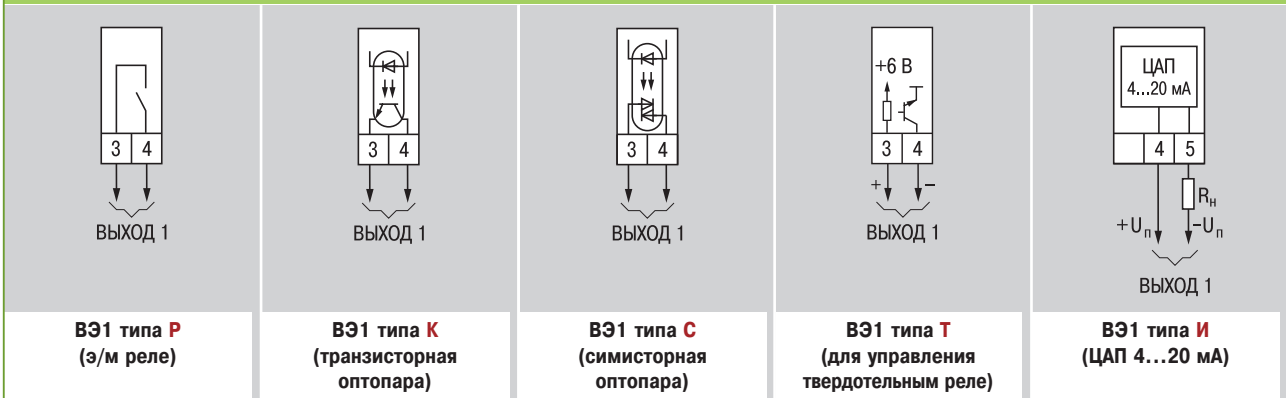 3 4
ВЫХОД 1
ВЭ1 типа Р
(э/м реле)
3 4
ВЫХОД 1
ВЭ1 типа К
(транзисторная
оптопара)
3 4
ВЫХОД 1
ВЭ1 типа С
(симисторная
оптопара)
+6 В
3 4
+ –
ВЫХОД 1
ВЭ1 типа Т
(для управления
твердотельным реле)
ЦАП
4...20 мА
4 5
Rн
+Uп –Uп
ВЫХОД 1
ВЭ1 типа И
(ЦАП 4...20 мА)